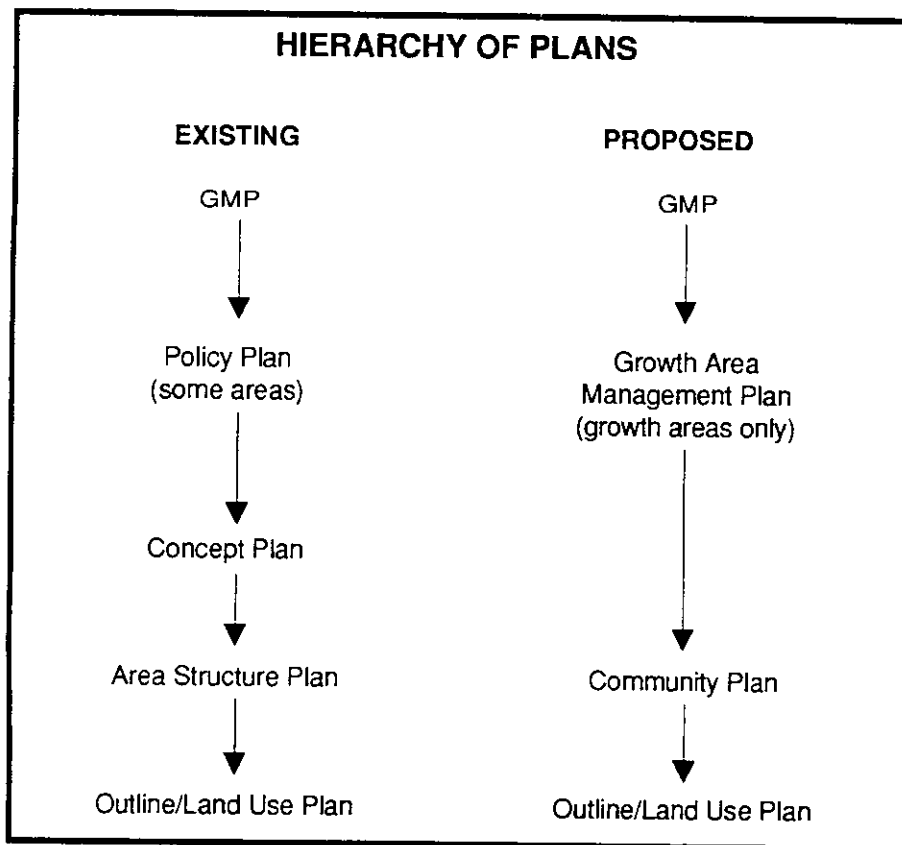 HIERARCHY OF PLANS
EXISTING
GMP
Policy Plan
(some areas)
Concept Plan
Area Structure Plan
Outline/Land Use Plan
PROPOSED
GMP
Growth Area
Management Plan
(growth areas only)
Community Plan
Outline/Land Use Plan